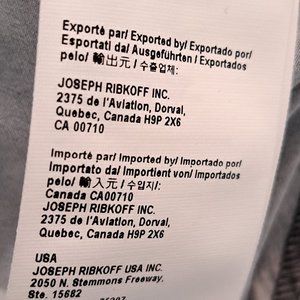 Exporté par/ Exported by/ Exportado por/
Esportati da/ Ausgeführten / Exportados
pelo/ 輸出元 / 수출업체:
JOSEPH RIBKOFF INC.
2375 de l'Aviation, Dorval,
Quebec, Canada H9P 2X6
CA 00710
Importé par/ Imported by/ Importado por/
Importato da/ Importient von/ Importados
pelo/ 輸入元 / 수입지:
Canada CA00710
JOSEPH RIBKOFF INC.
2375 de l'Aviation, Dorval,
Quebec, Canada H9P 2X6
USA
JOSEPH RIBKOFF USA INC.
2050 N. Stemmons Freeway,
Ste. 15682